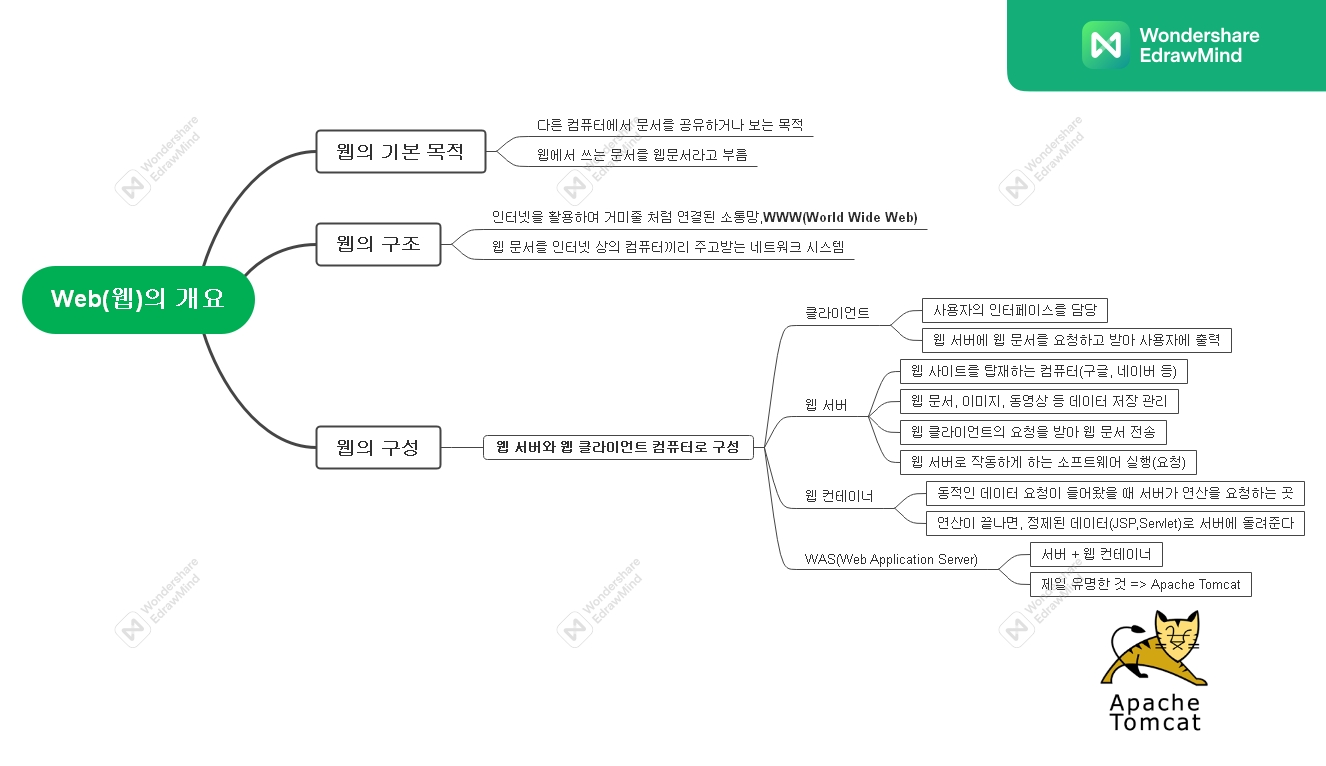 Wondershare
EdrawMind
Web(웹)의 개요
웹의 기본 목적
다른 컴퓨터에서 문서를 공유하거나 보는 목적
웹에서 쓰는 문서를 웹문서라고 부름
웹의 구조
인터넷을 활용하여 거미줄 처럼 연결된 소통망,WWW(World Wide Web)
웹 문서를 인터넷 상의 컴퓨터끼리 주고받는 네트워크 시스템
웹의 구성
웹 서버와 웹 클라이언트 컴퓨터로 구성
클라이언트
사용자의 인터페이스를 담당
웹 서버에 웹 문서를 요청하고 받아 사용자에 출력
웹 서버
웹 사이트를 탑재하는 컴퓨터(구글, 네이버 등)
웹 문서, 이미지, 동영상 등 데이터 저장 관리
웹 클라이언트의 요청을 받아 웹 문서 전송
웹 서버로 작동하게 하는 소프트웨어 실행(요청)
웹 컨테이너
동적인 데이터 요청이 들어왔을 때 서버가 연산을 요청하는 곳
연산이 끝나면, 정제된 데이터(JSP,Servlet)로 서버에 돌려준다
WAS(Web Application Server)
서버 + 웹 컨테이너
제일 유명한 것 => Apache Tomcat
Apache
Tomcat
Wondershare
EdrawMind
Wondershare
EdrawMind
Wondershare
EdrawMind
Wondershare
EdrawMind
Wondershare
EdrawMind
Wondershare
EdrawMind